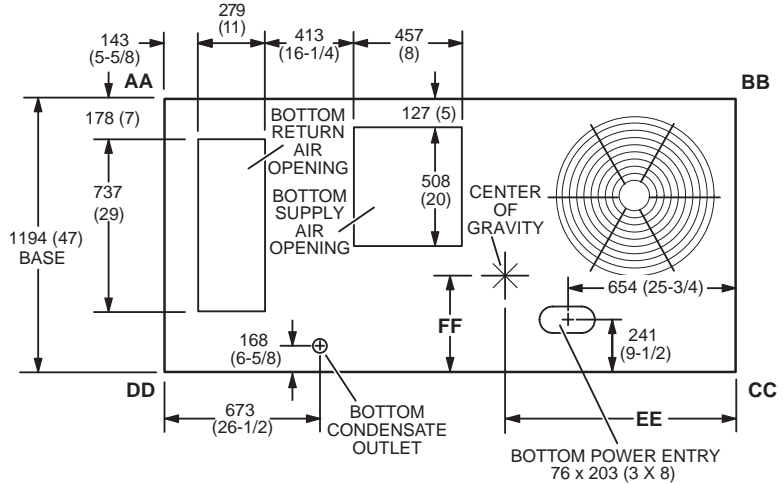 279
(11)
413
(16-1/4)
457
(8)
143
(5-5/8)
AA
BB
178 (7)
BOTTOM
RETURN
AIR
OPENING
127 (5)
737
(29)
508
(20)
CENTER
OF
GRAVITY
BOTTOM
SUPPLY
AIR
OPENING
1194 (47)
BASE
654 (25-3/4)
FF
168
(6-5/8)
241
(9-1/2)
DD
CC
673
(26-1/2)
BOTTOM
CONDENSATE
OUTLET
EE
BOTTOM POWER ENTRY
76 x 203 (3 X 8)